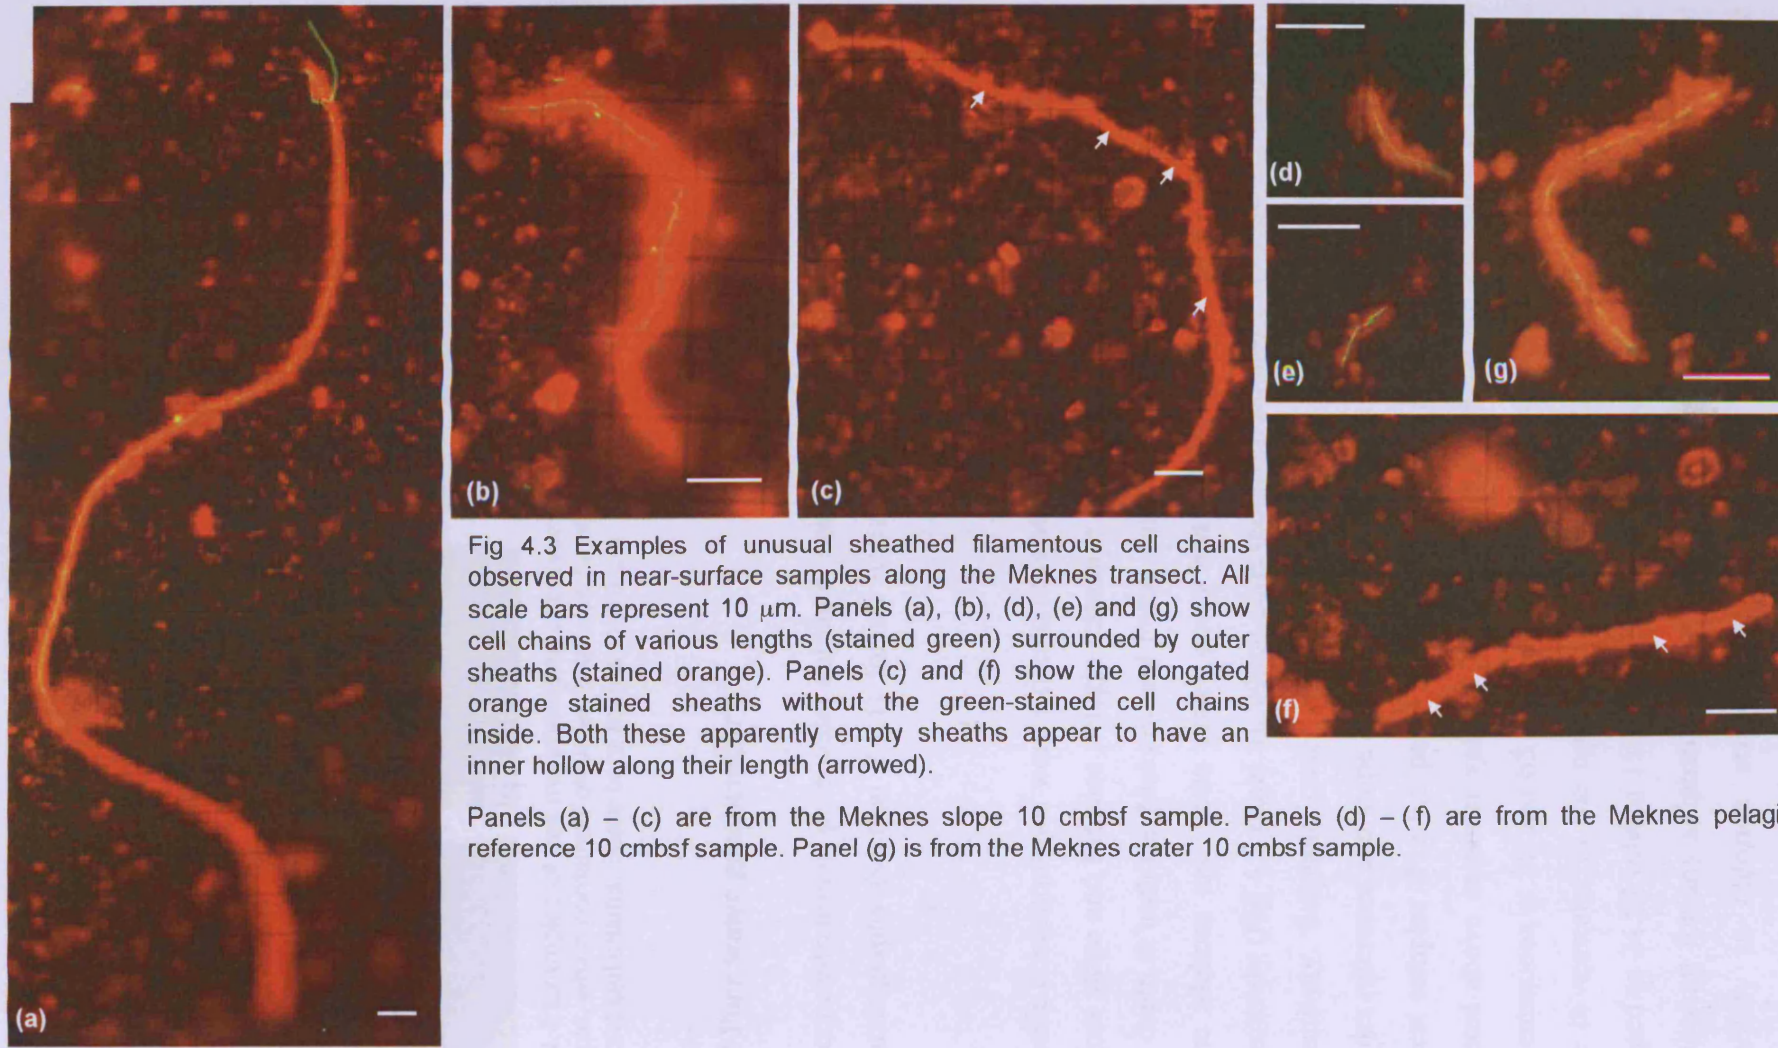 (a)
(b)
(c)
(d)
(e)
(g)
(f)
Fig 4.3 Examples of unusual sheathed filamentous cell chains
observed in near-surface samples along the Meknes transect. All
scale bars represent 10 μm. Panels (a), (b), (d), (e) and (g) show
cell chains of various lengths (stained green) surrounded by outer
sheaths (stained orange). Panels (c) and (f) show the elongated
orange stained sheaths without the green-stained cell chains
inside. Both these apparently empty sheaths appear to have an
inner hollow along their length (arrowed).
Panels (a) – (c) are from the Meknes slope 10 cmbsf sample. Panels (d) – (f) are from the Meknes pelagi
reference 10 cmbsf sample. Panel (g) is from the Meknes crater 10 cmbsf sample.